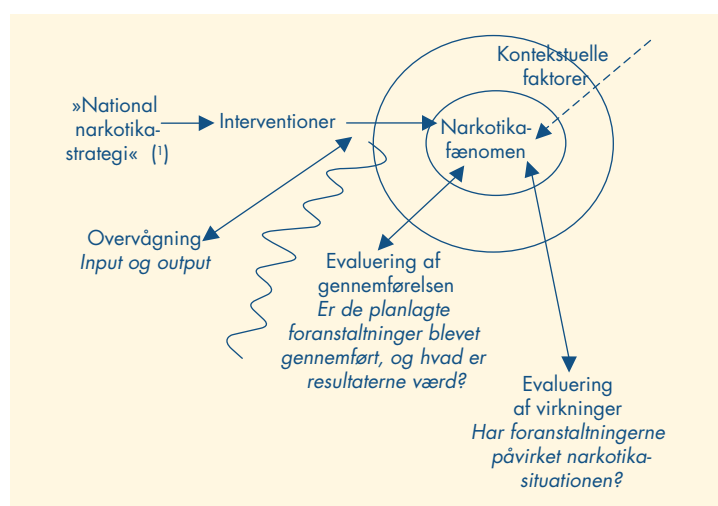 Kontekstuelle
faktorer
»National
narkotika-
strategi« (¹)
Interventioner
Narkotika-
fænomen
Overvågning
Input og output
Evaluering af
gennemførelsen
Er de planlagte
foranstaltninger blevet
gennemført, og hvad er
resultaterne værd?
Evaluering
af virkninger
Har foranstaltningerne
påvirket narkotika-
situationen?